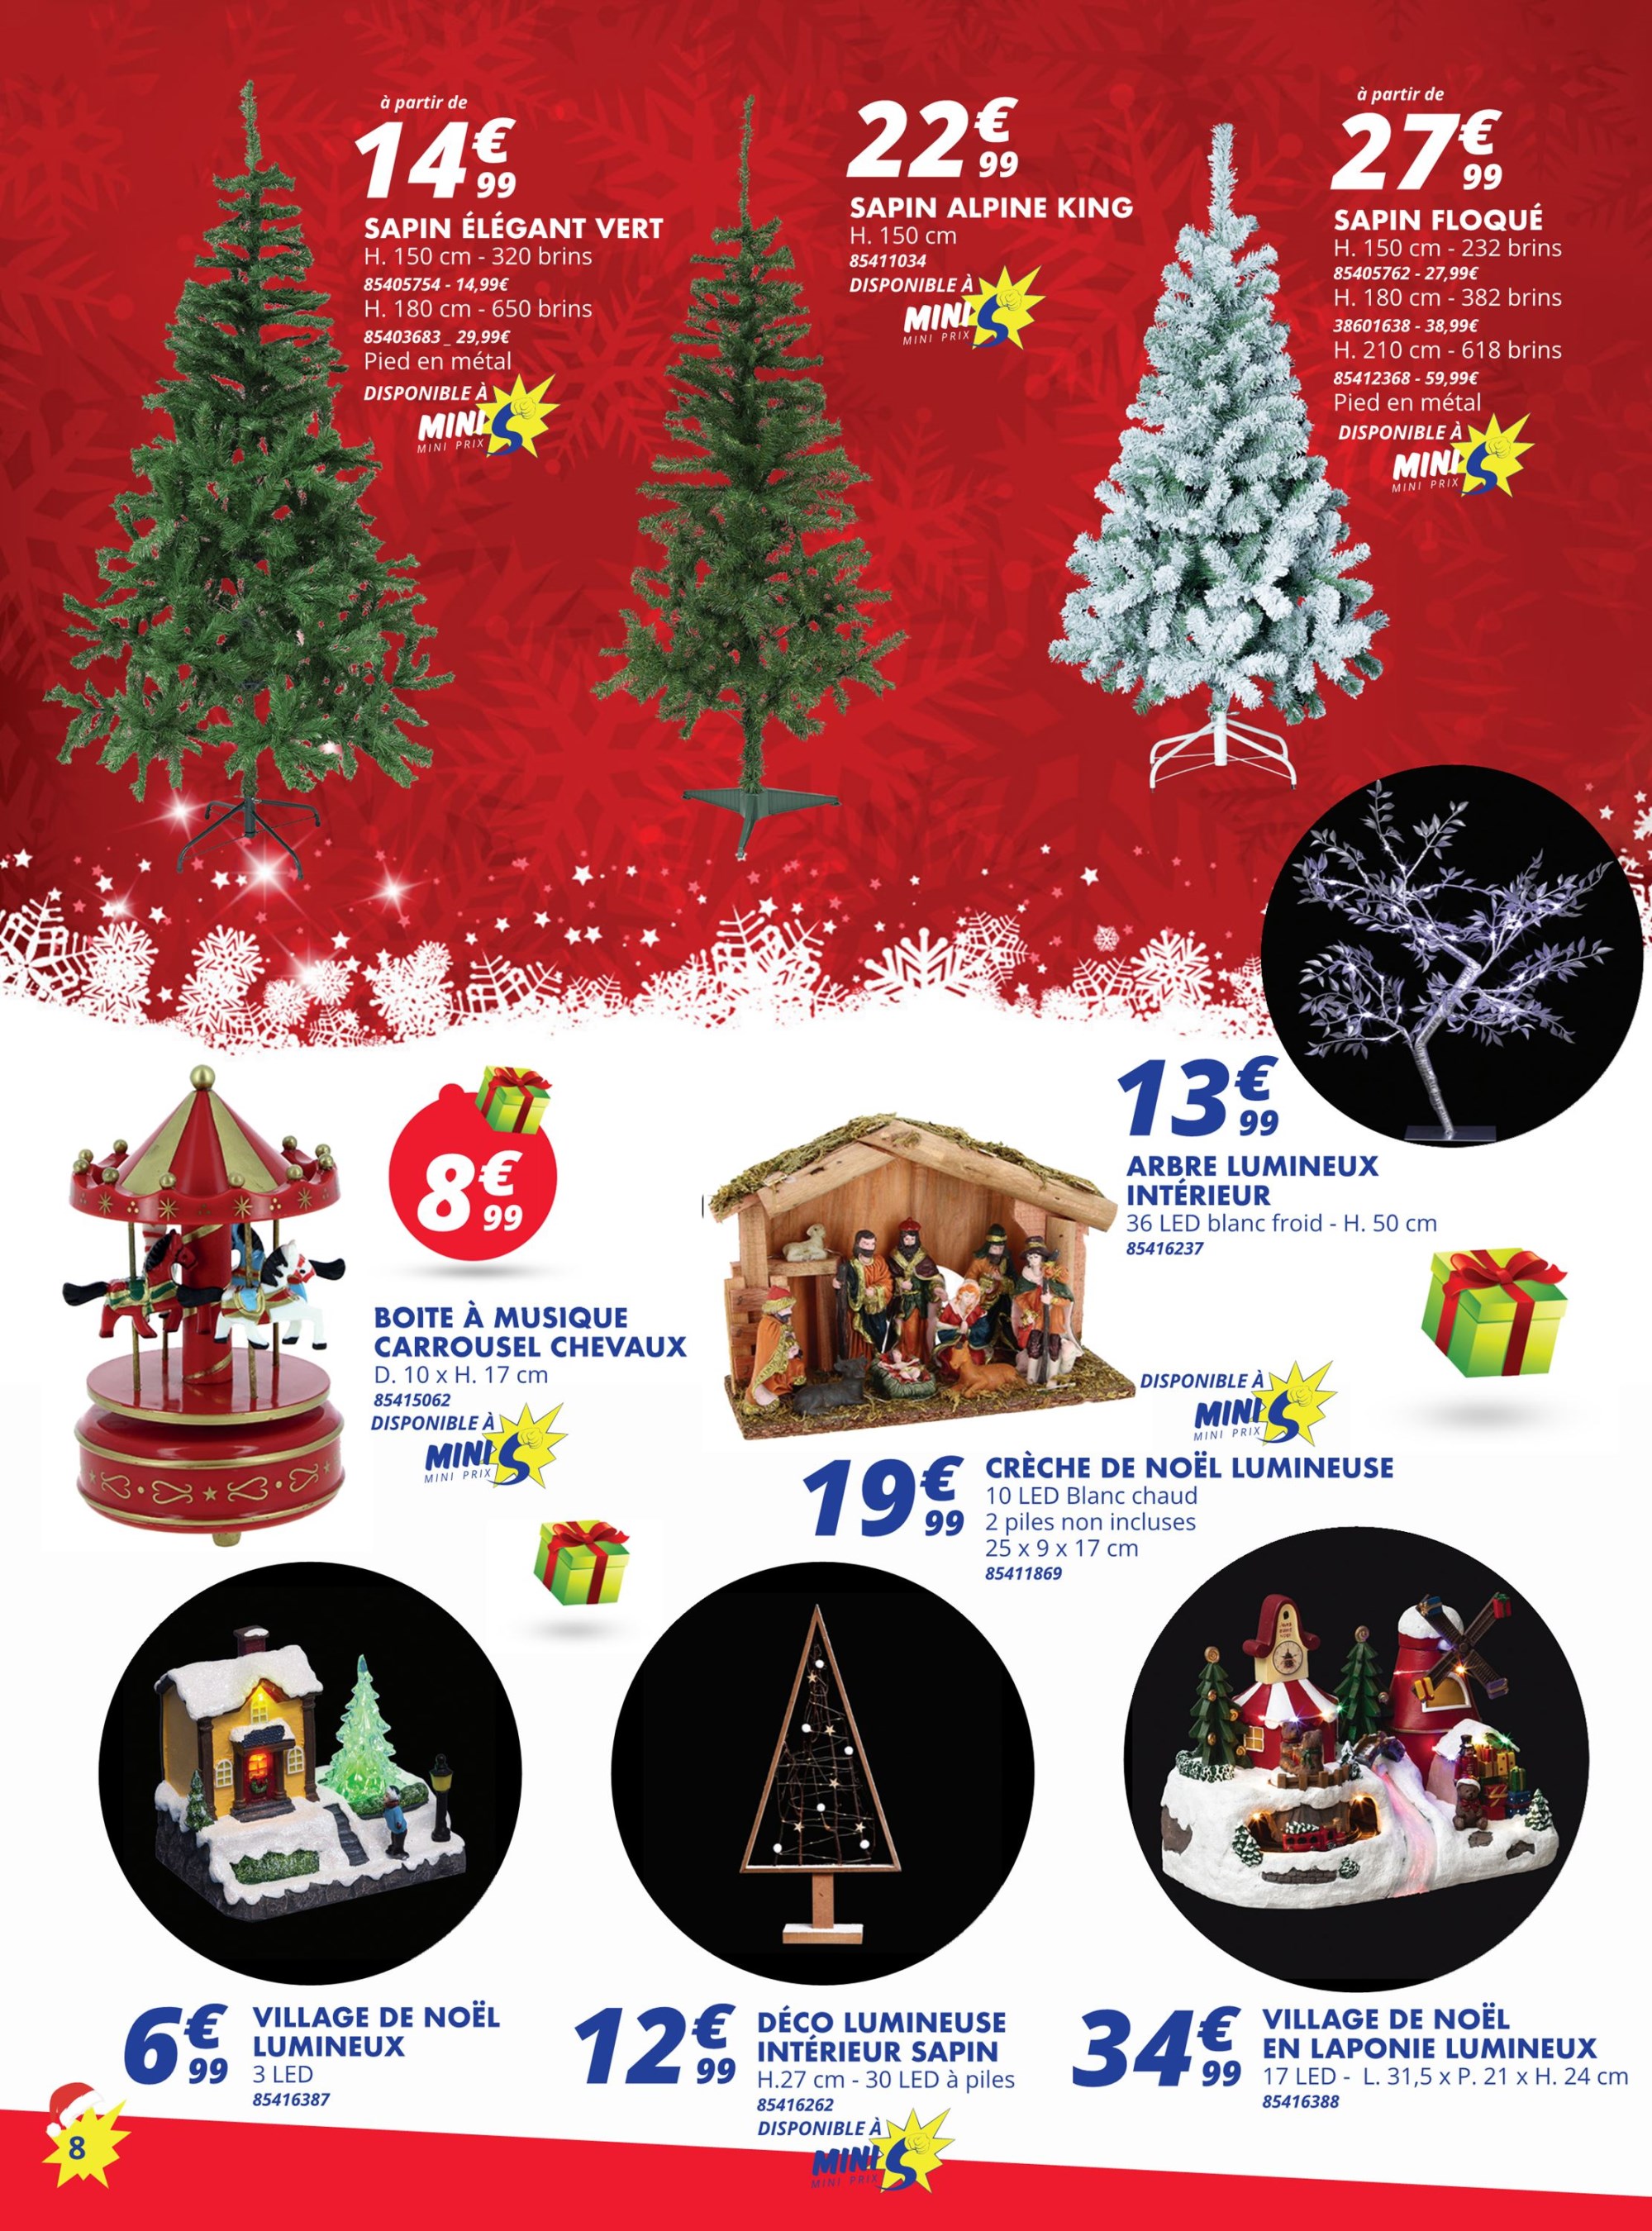 à partir de
14€99
SAPIN ÉLÉGANT VERT
H. 150 cm - 320 brins
85405754 - 14,99€
H. 180 cm - 650 brins
85403683 _ 29,99€
Pied en métal
DISPONIBLE À
MINI S
MINI PRIX
22€99
SAPIN ALPINE KING
H. 150 cm
85411034
DISPONIBLE À
MINI S
MINI PRIX
à partir de
27€99
SAPIN FLOQUÉ
H. 150 cm - 232 brins
85405762 - 27,99€
H. 180 cm - 382 brins
38601638 - 38,99€
H. 210 cm - 618 brins
85412368 - 59,99€
Pied en métal
DISPONIBLE À
MINI S
MINI PRIX
8€99
BOITE À MUSIQUE
CARROUSEL CHEVAUX
D. 10 x H. 17 cm
85415062
DISPONIBLE À
MINI S
MINI PRIX
13€99
ARBRE LUMINEUX
INTÉRIEUR
36 LED blanc froid - H. 50 cm
85416237
DISPONIBLE À
MINI S
MINI PRIX
19€99
CRÈCHE DE NOËL LUMINEUSE
10 LED Blanc chaud
2 piles non incluses
25 x 9 x 17 cm
85411869
6€99
VILLAGE DE NOËL
LUMINEUX
3 LED
85416387
12€99
DÉCO LUMINEUSE
INTÉRIEUR SAPIN
H.27 cm - 30 LED à piles
85416262
DISPONIBLE À
MINI S
MINI PRIX
34€99
VILLAGE DE NOËL
EN LAPONIE LUMINEUX
17 LED - L. 31,5 x P. 21 x H. 24 cm
85416388
8